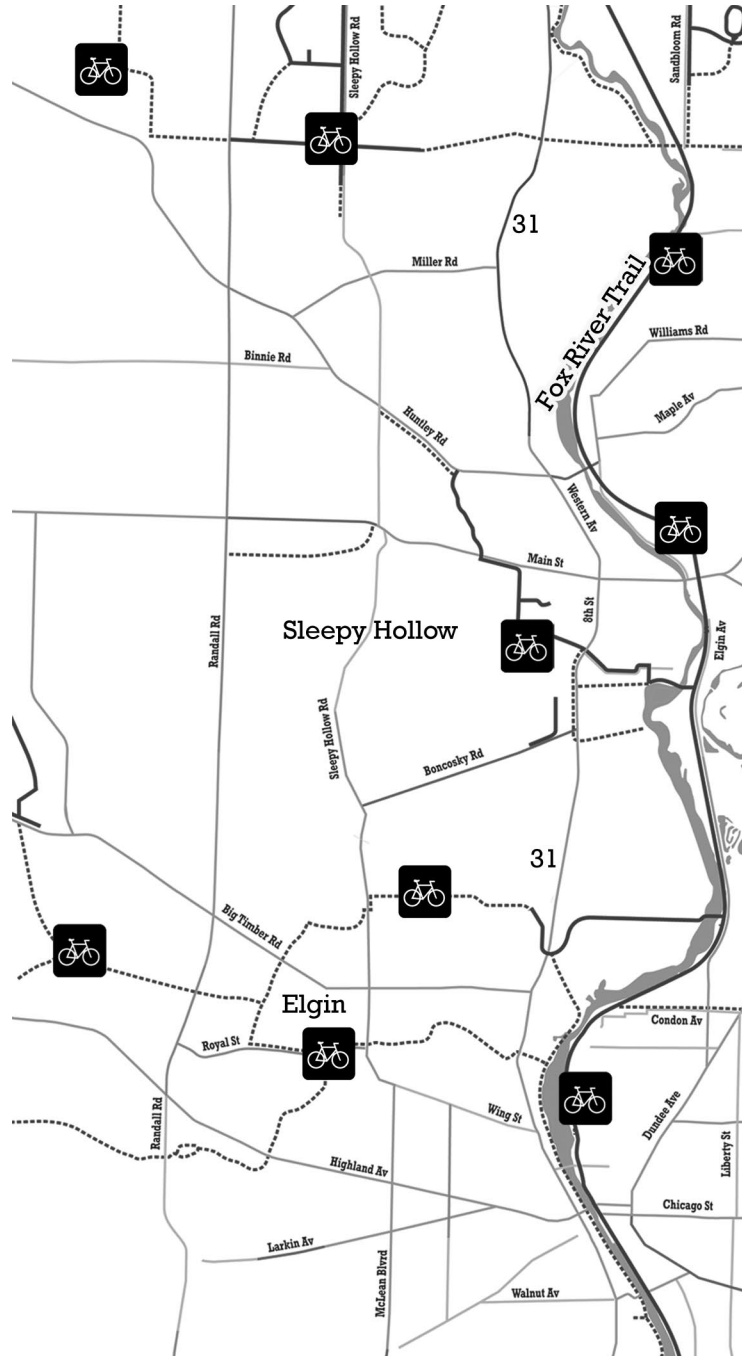 Sleepy Hollow Rd
Sandbloom Rd
31
Miller Rd
Fox River Trail
Williams Rd
Binnie Rd
Maple Av
Huntley Rd
Western Av
Main St
8th St
Randall Rd
Sleepy Hollow
Elgin Av
Sleepy Hollow Rd
Boncosky Rd
31
Big Timber Rd
Elgin
Condon Av
Royal St
Randall Rd
Wing St
Dundee Ave
Liberty St
Highland Av
Chicago St
Larkin Av
McLean Blvrd
Walnut Av